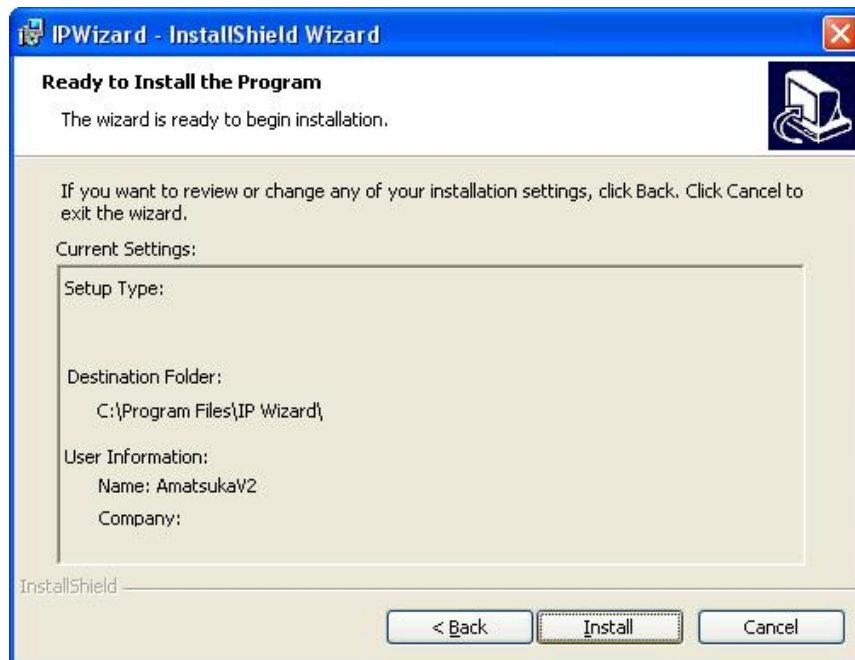 IPWizard - InstallShield Wizard
Ready to Install the Program
The wizard is ready to begin installation.
If you want to review or change any of your installation settings, click Back. Click Cancel to
exit the wizard.
Current Settings:
Setup Type:
Destination Folder:
C:\Program Files\IP Wizard\
User Information:
Name: AmatsukaV2
Company:
InstallShield
< Back
Install
Cancel